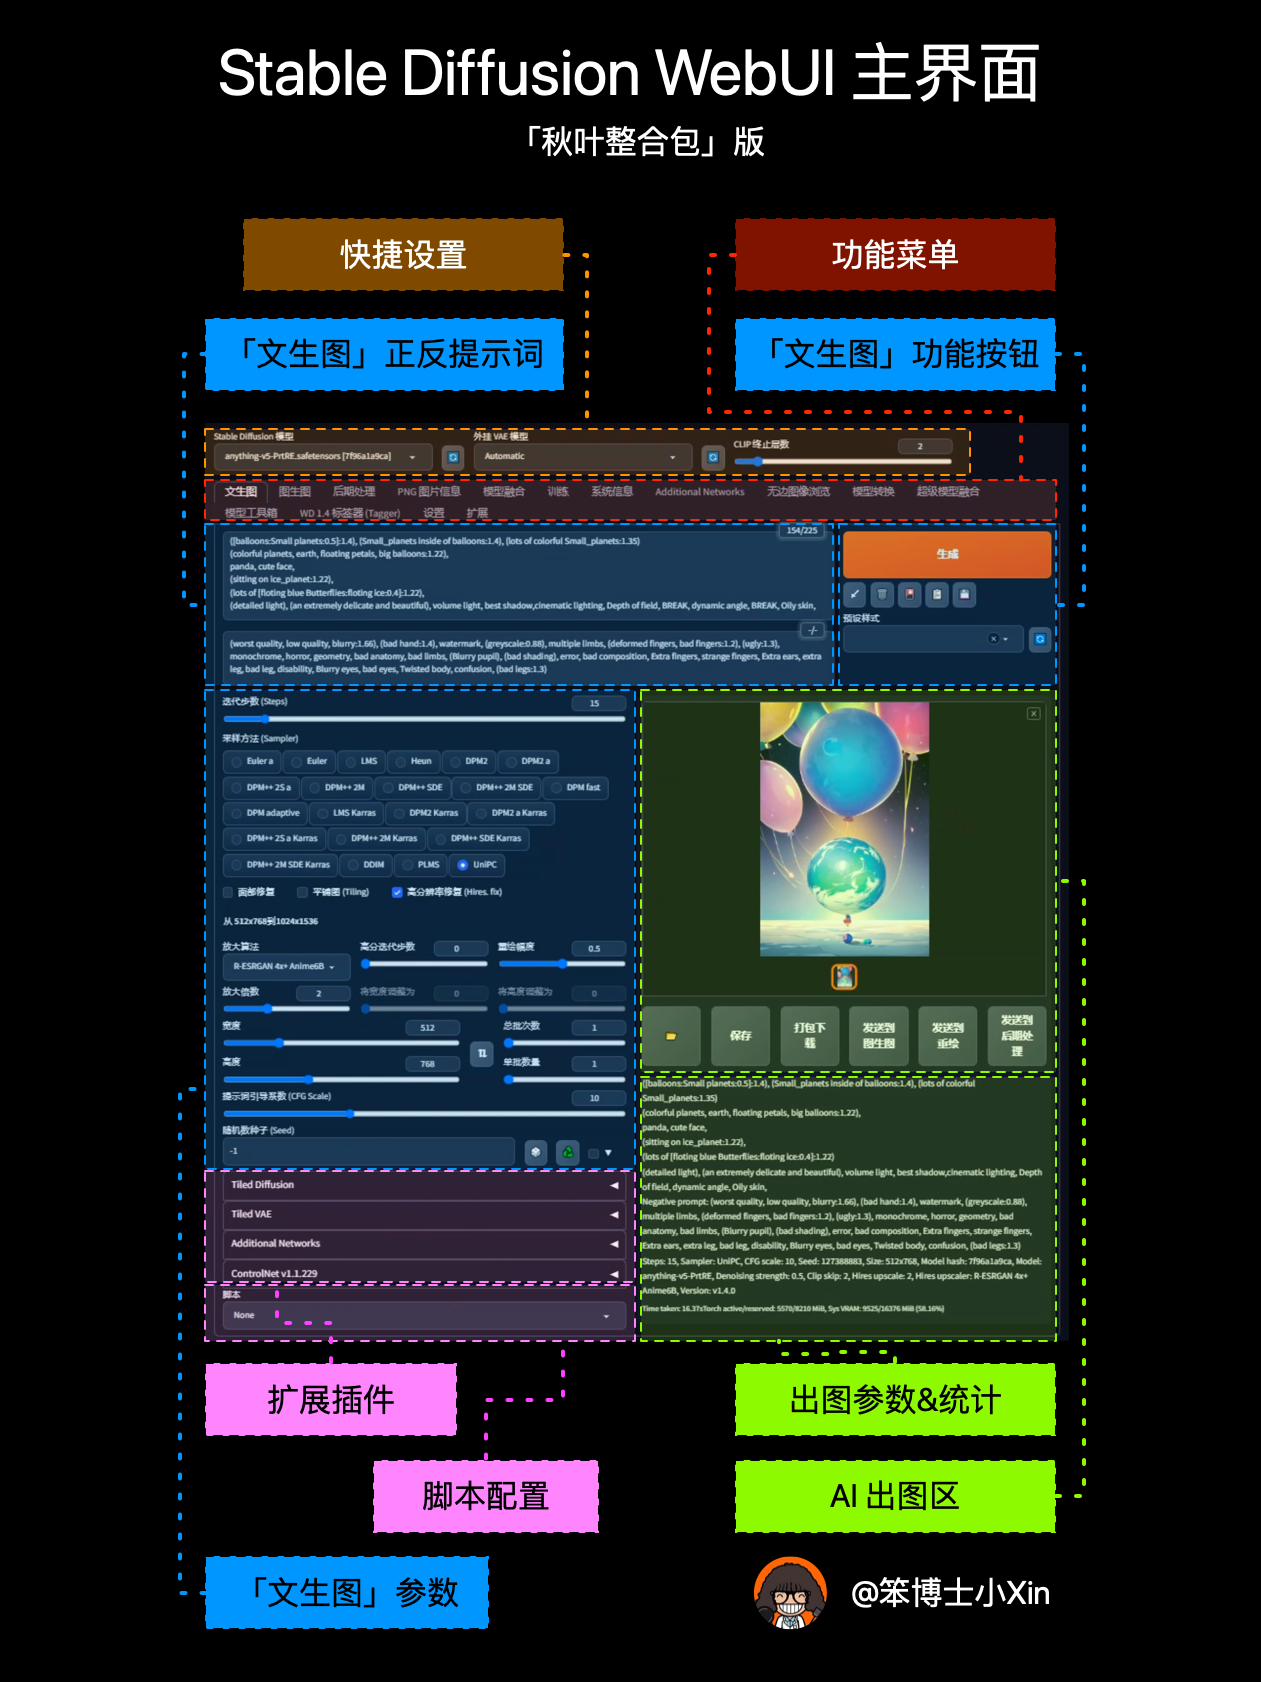 Stable Diffusion WebUI 主界面
「秋叶整合包」版
快捷设置
功能菜单
「文生图」正反提示词
「文生图」功能按钮
Stable Diffusion 模型
外挂 VAE 模型
CLIP 终止层数
2
anything-v5-PrtRE.safetensors [7f96a1a9ca]
Automatic
文生图 图生图 后期处理 PNG 图片信息 模型融合 训练 系统信息 Additional Networks 无边图像浏览 模型转换 超级模型融合
模型工具箱 WD 1.4 标签器 (Tagger) 设置 扩展
154/225
([balloons:Small planets:0.5]:1.4), (Small_planets inside of balloons:1.4), (lots of colorful Small_planets:1.35)
(colorful planets, earth, floating petals, big balloons:1.22),
panda, cute face,
(sitting on ice_planet:1.22),
(lots of [floting blue Butterflies:floting ice:0.4]:1.22),
(detailed light), (an extremely delicate and beautiful), volume light, best shadow,cinematic lighting, Depth of field, BREAK, dynamic angle, BREAK, Oily skin,
-/-
(worst quality, low quality, blurry:1.66), (bad hand:1.4), watermark, (greyscale:0.88), multiple limbs, (deformed fingers, bad fingers:1.2), (ugly:1.3),
monochrome, horror, geometry, bad anatomy, bad limbs, (Blurry pupil), (bad shading), error, bad composition, Extra fingers, strange fingers, Extra ears, extra
leg, bad leg, disability, Blurry eyes, bad eyes, Twisted body, confusion, (bad legs:1.3)
生成
预设样式
迭代步数 (Steps)
15
采样方法 (Sampler)
Euler a Euler LMS Heun DPM2 DPM2 a
DPM++ 2S a DPM++ 2M DPM++ SDE DPM++ 2M SDE DPM fast
DPM adaptive LMS Karras DPM2 Karras DPM2 a Karras
DPM++ 2S a Karras DPM++ 2M Karras DPM++ SDE Karras
DPM++ 2M SDE Karras DDIM PLMS UniPC
面部修复 平铺图 (Tiling) 高分辨率修复 (Hires. fix)
从 512x768到1024x1536
放大算法
高分迭代步数 0
重绘幅度 0.5
R-ESRGAN 4x+ Anime6B
放大倍数 2
将宽度调整为 0
将高度调整为 0
宽度 512
总批次数 1
高度 768
单批数量 1
提示词引导系数 (CFG Scale) 10
随机数种子 (Seed)
-1
保存
打包下
载
发送到
图生图
发送到
重绘
发送到
后期处
理
([balloons:Small planets:0.5]:1.4), (Small_planets inside of balloons:1.4), (lots of colorful
Small_planets:1.35)
(colorful planets, earth, floating petals, big balloons:1.22),
panda, cute face,
(sitting on ice_planet:1.22),
(lots of [floting blue Butterflies:floting ice:0.4]:1.22)
(detailed light), (an extremely delicate and beautiful), volume light, best shadow,cinematic lighting, Depth
of field, dynamic angle, Oily skin,
Negative prompt: (worst quality, low quality, blurry:1.66), (bad hand:1.4), watermark, (greyscale:0.88),
multiple limbs, (deformed fingers, bad fingers:1.2), (ugly:1.3), monochrome, horror, geometry, bad
anatomy, bad limbs, (Blurry pupil), (bad shading), error, bad composition, Extra fingers, strange fingers,
Extra ears, extra leg, bad leg, disability, Blurry eyes, bad eyes, Twisted body, confusion, (bad legs:1.3)
Steps: 15, Sampler: UniPC, CFG scale: 10, Seed: 127388883, Size: 512x768, Model hash: 7f96a1a9ca, Model:
anything-v5-PrtRE, Denoising strength: 0.5, Clip skip: 2, Hires upscale: 2, Hires upscaler: R-ESRGAN 4x+
Anime6B, Version: v1.4.0
Time taken: 16.37sTorch active/reserved: 5570/8210 MiB, Sys VRAM: 9525/16376 MiB (58.16%)
Tiled Diffusion
Tiled VAE
Additional Networks
ControlNet v1.1.229
脚本
None
扩展插件
出图参数&统计
脚本配置
AI 出图区
「文生图」参数
@笨博士小Xin